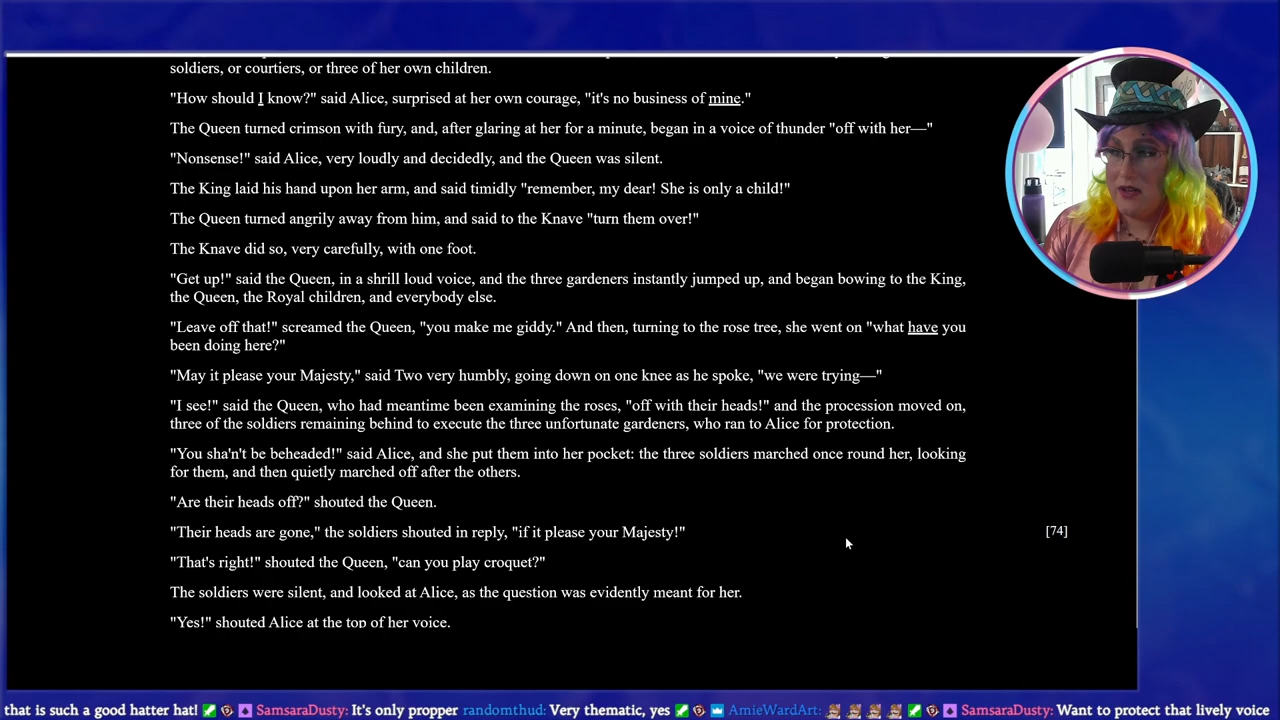 soldiers, or courtiers, or three of her own children.
"How should I know?" said Alice, surprised at her own courage, "it's no business of mine."
The Queen turned crimson with fury, and, after glaring at her for a minute, began in a voice of thunder "off with her—"
"Nonsense!" said Alice, very loudly and decidedly, and the Queen was silent.
The King laid his hand upon her arm, and said timidly "remember, my dear! She is only a child!"
The Queen turned angrily away from him, and said to the Knave "turn them over!"
The Knave did so, very carefully, with one foot.
"Get up!" said the Queen, in a shrill loud voice, and the three gardeners instantly jumped up, and began bowing to the King,
the Queen, the Royal children, and everybody else.
"Leave off that!" screamed the Queen, "you make me giddy." And then, turning to the rose tree, she went on "what have you
been doing here?"
"May it please your Majesty," said Two very humbly, going down on one knee as he spoke, "we were trying—"
"I see!" said the Queen, who had meantime been examining the roses, "off with their heads!" and the procession moved on,
three of the soldiers remaining behind to execute the three unfortunate gardeners, who ran to Alice for protection.
"You sha'n't be beheaded!" said Alice, and she put them into her pocket: the three soldiers marched once round her, looking
for them, and then quietly marched off after the others.
"Are their heads off?" shouted the Queen.
"Their heads are gone," the soldiers shouted in reply, "if it please your Majesty!" [74]
"That's right!" shouted the Queen, "can you play croquet?"
The soldiers were silent, and looked at Alice, as the question was evidently meant for her.
"Yes!" shouted Alice at the top of her voice.
that is such a good hatter hat! SamsaraDusty: It's only propper randomthud: Very thematic, yes AmieWardArt: SamsaraDusty: Want to protect that lively voice